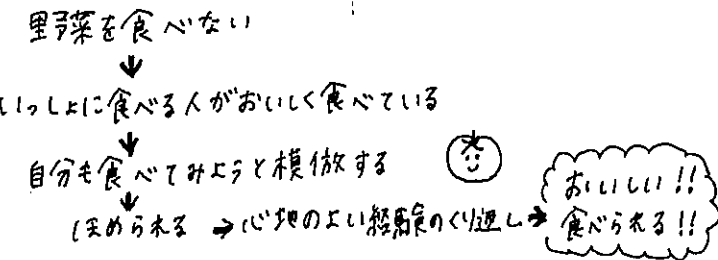 野菜を食べない
↓
いっしょに食べる人がおいしく食べている
↓
自分も食べてみようと模倣する
↓
ほめられる → 心地のよい経験のくり返し →
おいしい!!
食べられる!!